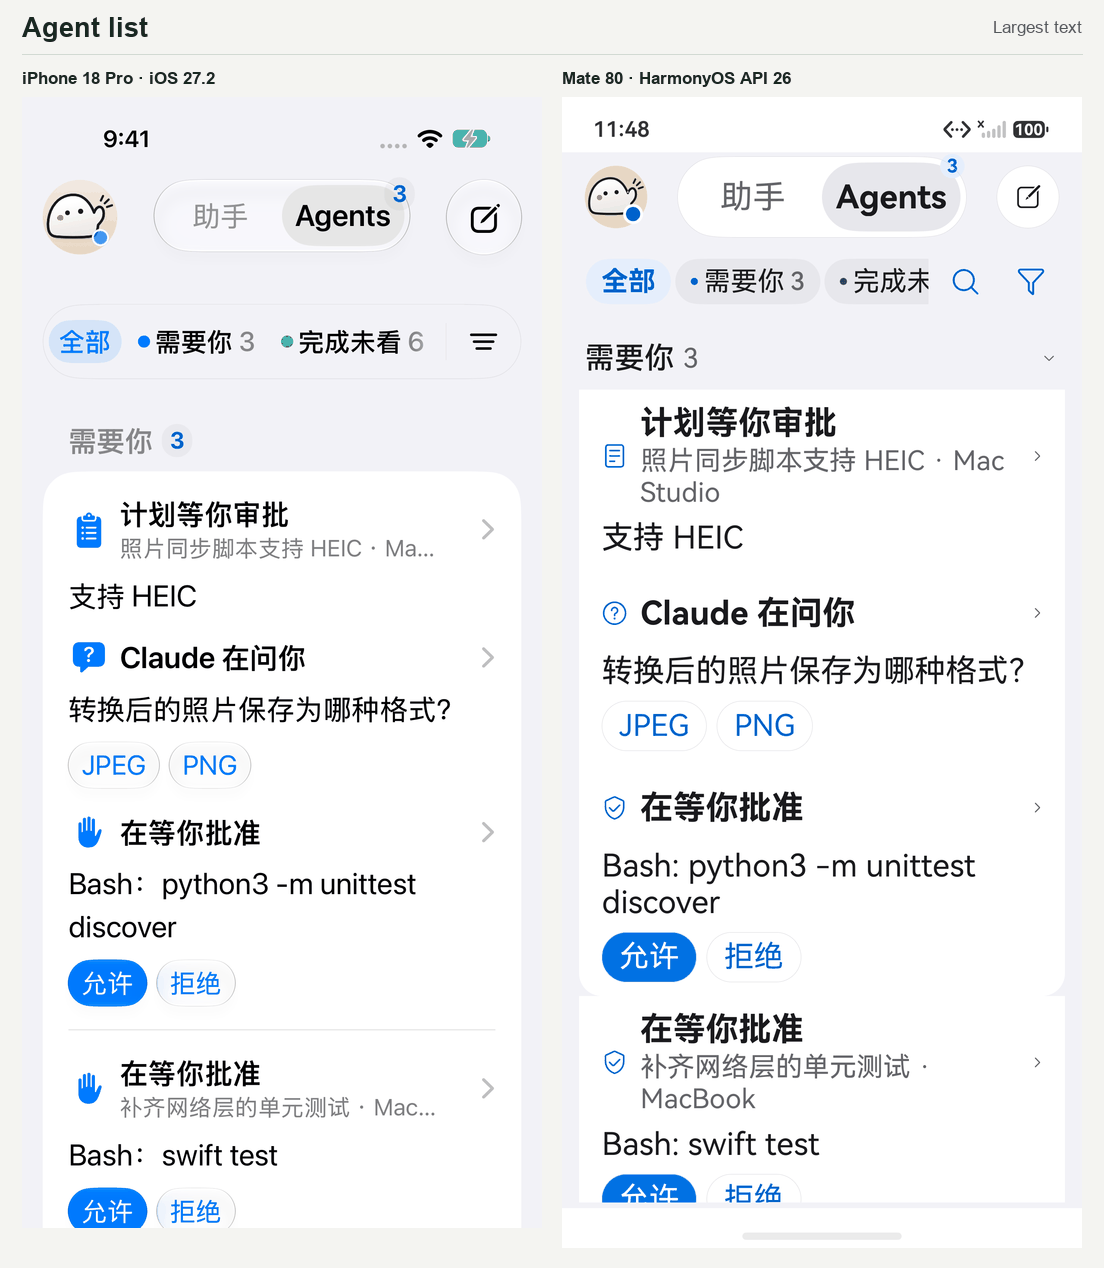 Agent list
Largest text
iPhone 18 Pro · iOS 27.2
9:41
助手
Agents
3
全部
需要你 3
完成未看 6
需要你 3
计划等你审批
照片同步脚本支持 HEIC · Ma...
支持 HEIC
Claude 在问你
转换后的照片保存为哪种格式?
JPEG
PNG
在等你批准
Bash： python3 -m unittest
discover
允许
拒绝
在等你批准
补齐网络层的单元测试 · Mac...
Bash： swift test
允许
拒绝
Mate 80 · HarmonyOS API 26
11:48
100
助手
Agents
3
全部
需要你 3
完成未
需要你 3
计划等你审批
照片同步脚本支持 HEIC · Mac
Studio
支持 HEIC
Claude 在问你
转换后的照片保存为哪种格式?
JPEG
PNG
在等你批准
Bash: python3 -m unittest
discover
允许
拒绝
在等你批准
补齐网络层的单元测试 ·
MacBook
Bash: swift test
允许
拒绝